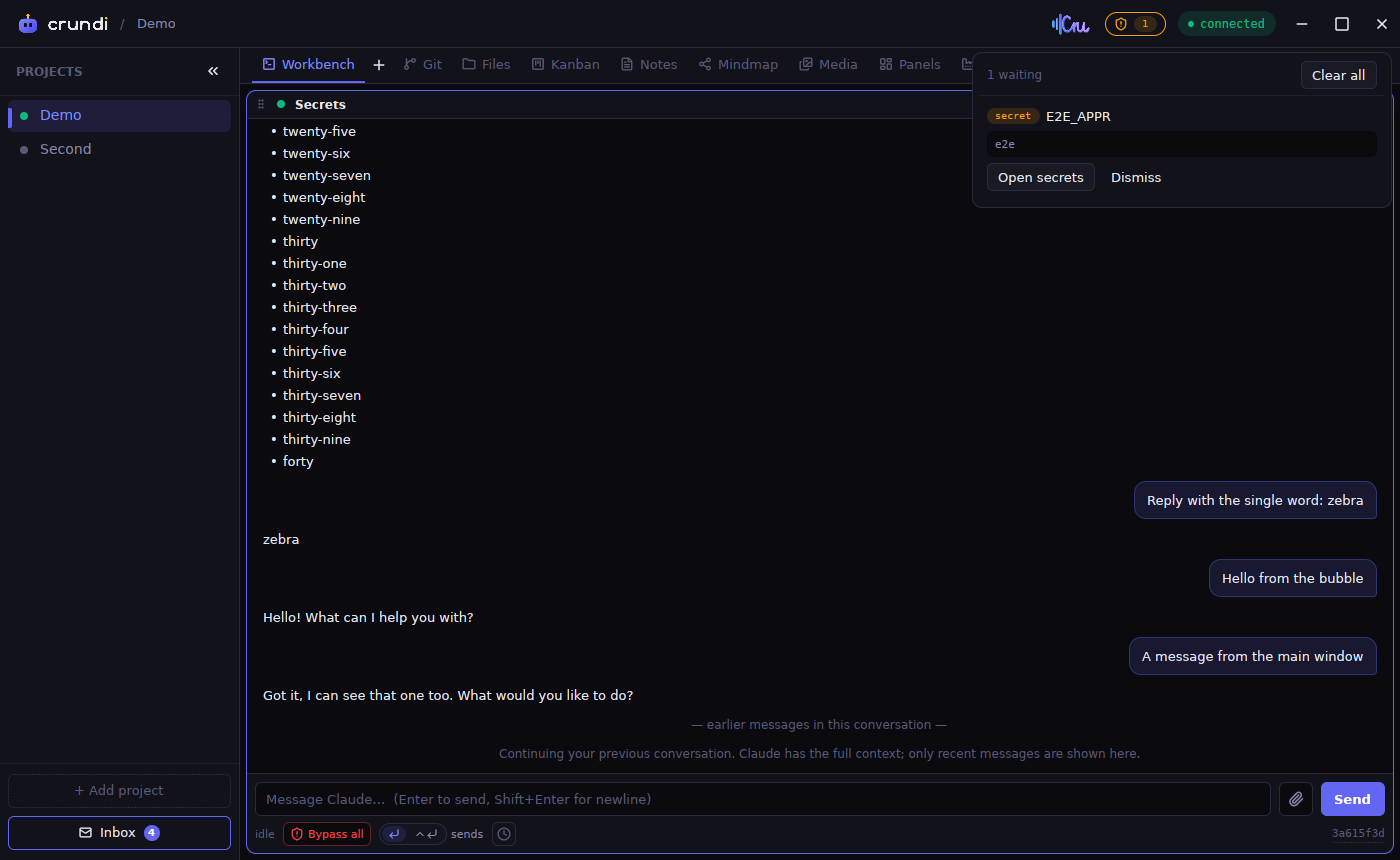 crundi / Demo
Cru
1
connected
PROJECTS
Demo
Second
+ Add project
Inbox 4
Workbench + Git Files Kanban Notes Mindmap Media Panels
1 waiting
Clear all
secret E2E_APPR
e2e
Open secrets Dismiss
Secrets
• twenty-five
• twenty-six
• twenty-seven
• twenty-eight
• twenty-nine
• thirty
• thirty-one
• thirty-two
• thirty-three
• thirty-four
• thirty-five
• thirty-six
• thirty-seven
• thirty-eight
• thirty-nine
• forty
Reply with the single word: zebra
zebra
Hello from the bubble
Hello! What can I help you with?
A message from the main window
Got it, I can see that one too. What would you like to do?
— earlier messages in this conversation —
Continuing your previous conversation. Claude has the full context; only recent messages are shown here.
Message Claude... (Enter to send, Shift+Enter for newline)
Send
idle Bypass all sends
3a615f3d